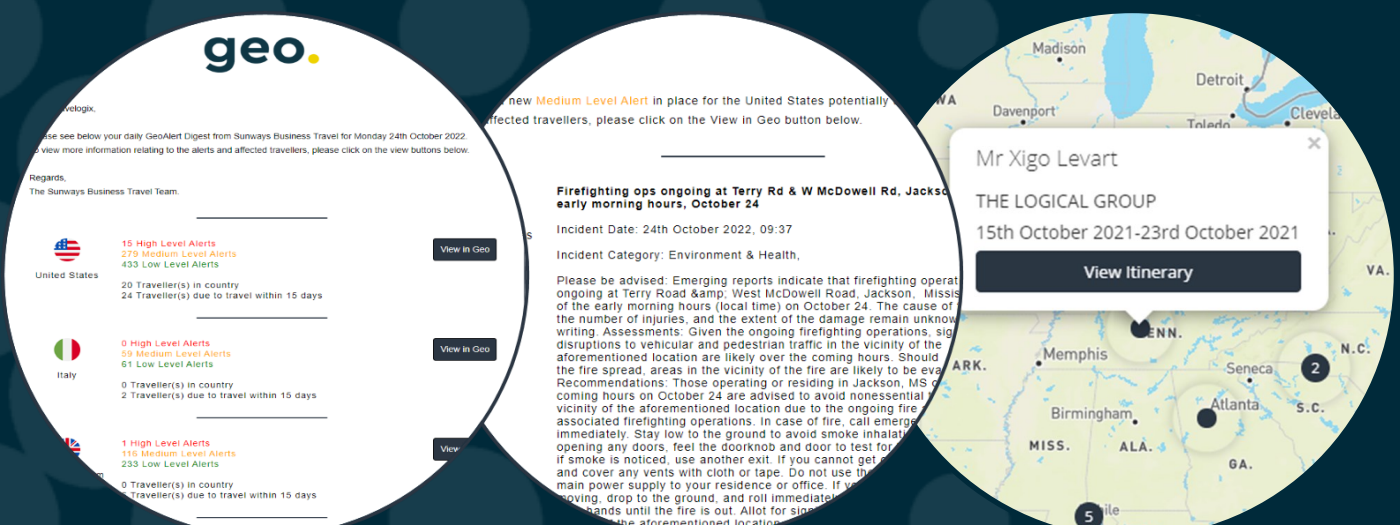 geo.
see below your daily GeoAlert Digest from Sunways Business Travel for Monday 24th October 2022.
view more information relating to the alerts and affected travellers, please click on the view buttons below.
Regards,
The Sunways Business Travel Team.
United States
15 High Level Alerts
279 Medium Level Alerts
433 Low Level Alerts
20 Traveller(s) in country
24 Traveller(s) due to travel within 15 days
View in Geo
Italy
0 High Level Alerts
59 Medium Level Alerts
61 Low Level Alerts
0 Traveller(s) in country
2 Traveller(s) due to travel within 15 days
View in Geo
1 High Level Alerts
116 Medium Level Alerts
233 Low Level Alerts
0 Traveller(s) in country
Traveller(s) due to travel within 15 days
View
new Medium Level Alert in place for the United States potentially
affected travellers, please click on the View in Geo button below.
Firefighting ops ongoing at Terry Rd & W McDowell Rd,
early morning hours, October 24
Incident Date: 24th October 2022, 09:37
Incident Category: Environment & Health,
Please be advised: Emerging reports indicate that firefighting
ongoing at Terry Road &amp; West McDowell Road, Jackson,
of the early morning hours (local time) on October 24. The cause of
the number of injuries, and the extent of the damage remain
writing. Assessments: Given the ongoing firefighting operations,
disruptions to vehicular and pedestrian traffic in the vicinity of the
aforementioned location are likely over the coming hours. Should
the fire spread, areas in the vicinity of the fire are likely to be
Recommendations: Those operating or residing in Jackson, MS
coming hours on October 24 are advised to avoid nonessential
vicinity of the aforementioned location due to the ongoing fire
associated firefighting operations. In case of fire, call
immediately. Stay low to the ground to avoid smoke
opening any doors, feel the doorknob and door to test for
if smoke is noticed, use another exit. If you cannot get
and cover any vents with cloth or tape. Do not use
main power supply to your residence or office. If
moving, drop to the ground, and roll immediately
hands until the fire is out. Allot for
the aforementioned location
Madison
Detroit
Davenport
Toledo
Mr Xigo Levart
THE LOGICAL GROUP
15th October 2021-23rd October 2021
View Itinerary
VA.
ENN.
Memphis
ARK.
N.C.
Seneca
2
Birmingham
Atlanta
S.C.
MISS.
ALA.
GA.
5